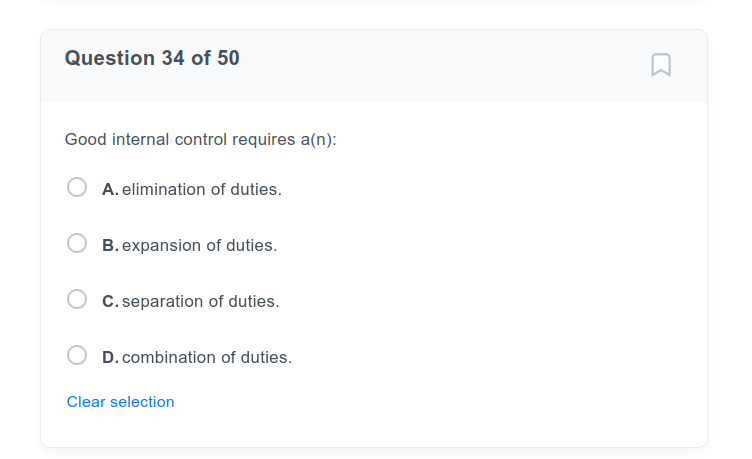 Question 34 of 50
Good internal control requires a(n):
A. elimination of duties.
B. expansion of duties.
C. separation of duties.
D. combination of duties.
Clear selection